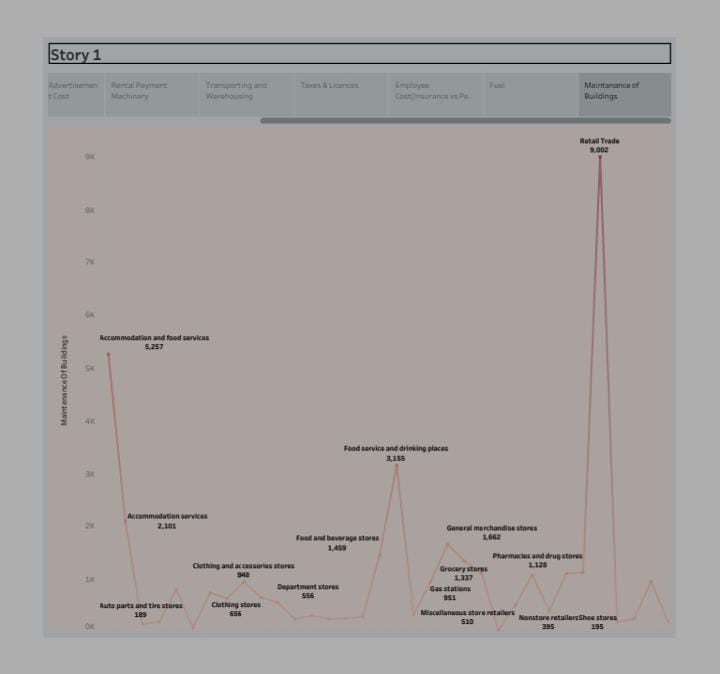 Story 1
Advertisemen
t Cost
Rental Payment
Machinery
Transporting and
Warehousing
Taxes & Licences
Employee
Cost(Insurance vs Pe..
Fuel
Maintanance of
Buildings
Retail Trade
9,002
9K
8K
7K
6K
Accommodation and food services
5,257
5K
Maintenance Of Buildings
4K
Food service and drinking places
3,155
3K
Accommodation services
2,101
2K
General merchandise stores
1,662
Food and beverage stores
1,459
Pharmacies and drug stores
1,128
Clothing and accessories stores
948
Grocery stores
1,337
1K
Department stores
556
Gas stations
951
Auto parts and tire stores
189
Clothing stores
656
Miscellaneous store retailers
510
Nonstore retailers
395
Shoe stores
195
0K